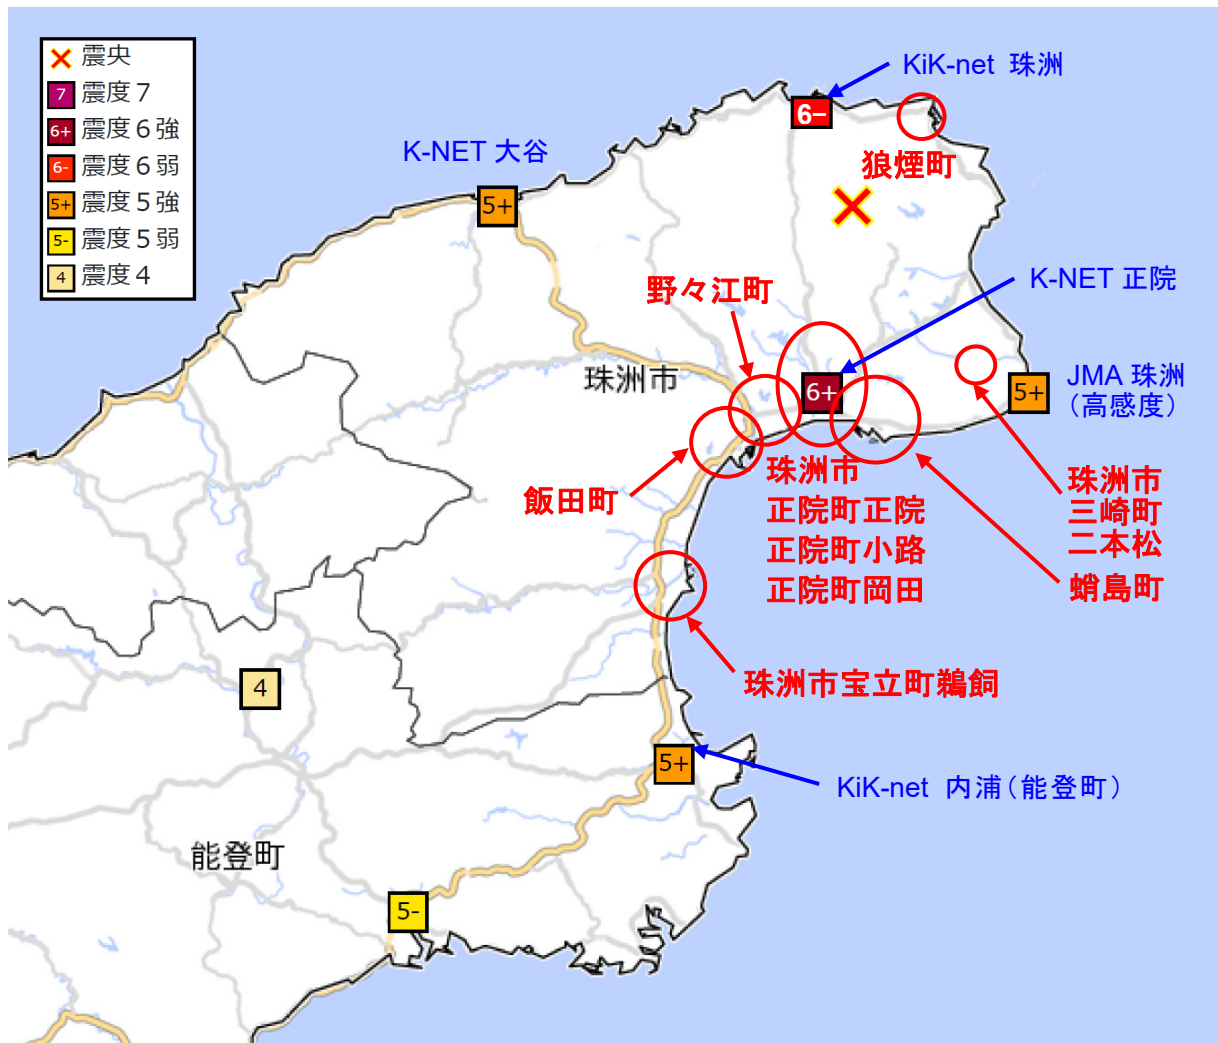 震央
7 震度７
6+ 震度６強
6- 震度６弱
5+ 震度５強
5- 震度５弱
4 震度４
KiK-net 珠洲
6−
狼煙町
K-NET 大谷
5+
K-NET 正院
野々江町
珠洲市
6+
5+
JMA 珠洲
（高感度）
飯田町
珠洲市
正院町正院
正院町小路
正院町岡田
珠洲市
三崎町
二本松
蛸島町
珠洲市宝立町鵜飼
4
5+
KiK-net 内浦（能登町）
能登町
5-